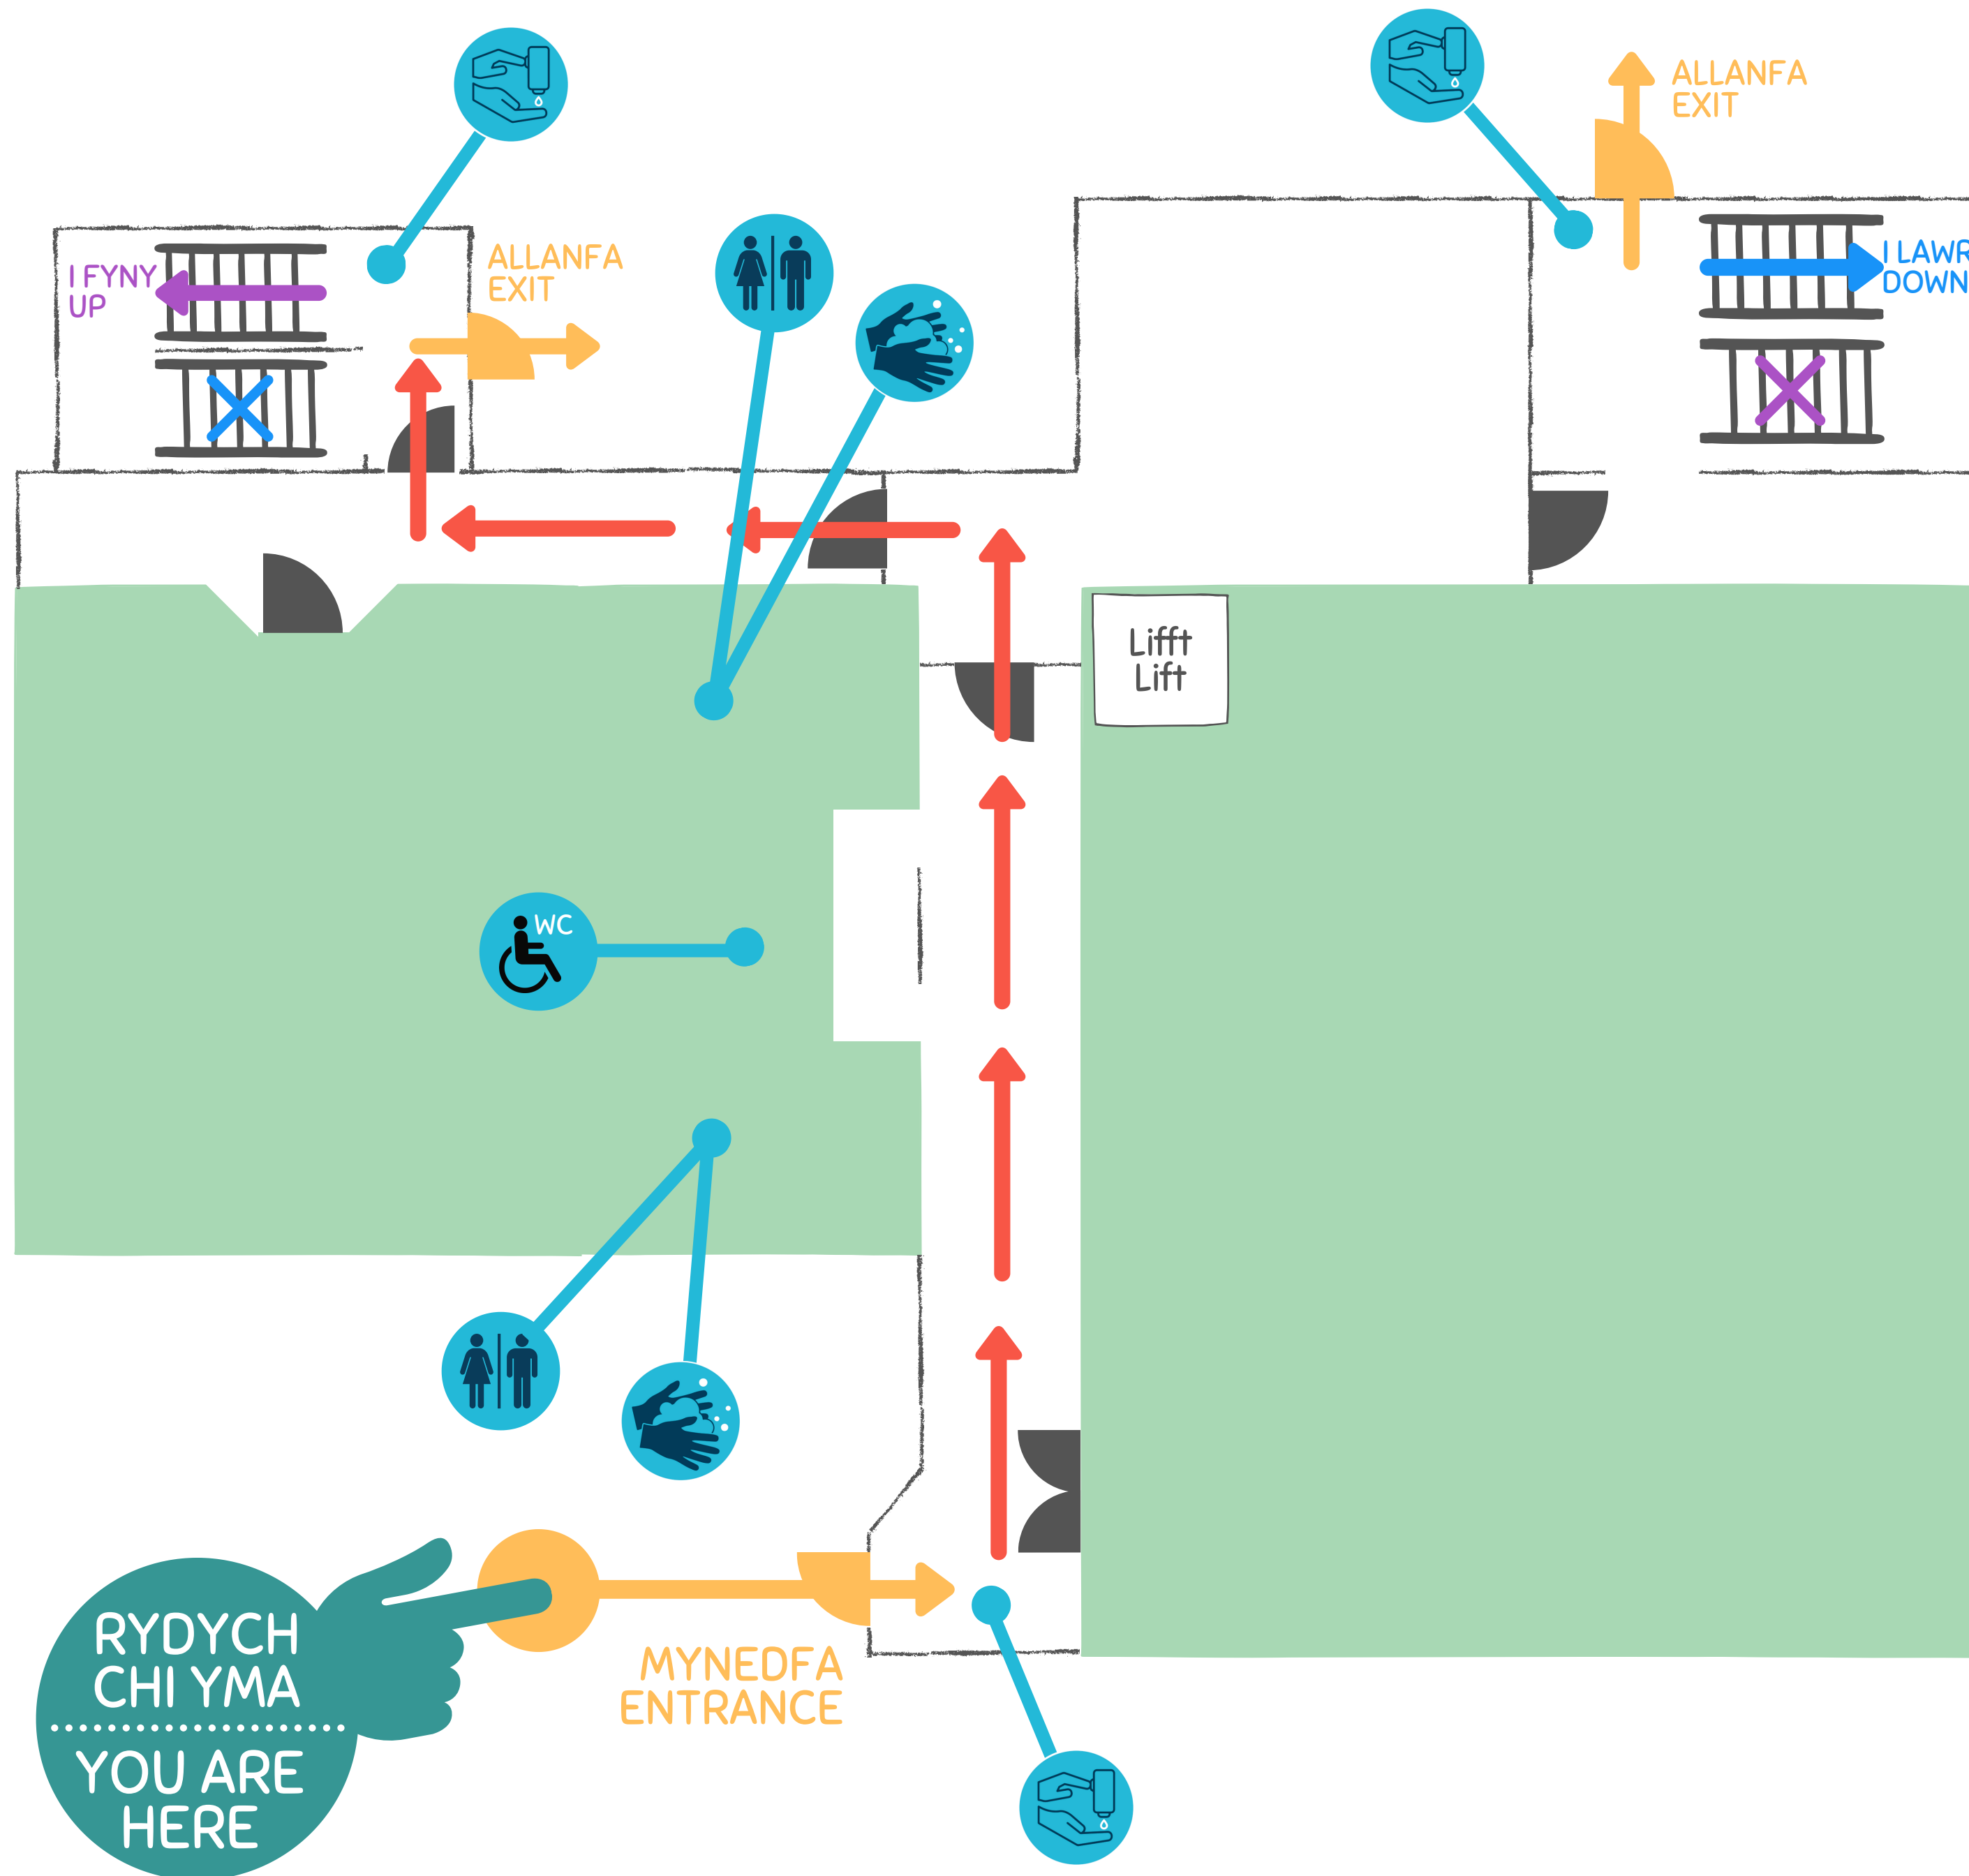 ALLANFA
EXIT
ALLANFA
EXIT
I FYNY
UP
I LAWR
DOWN
Lifft
Lift
WC
RYDYCH
CHI YMA
YOU ARE
HERE
MYNEDFA
ENTRANCE